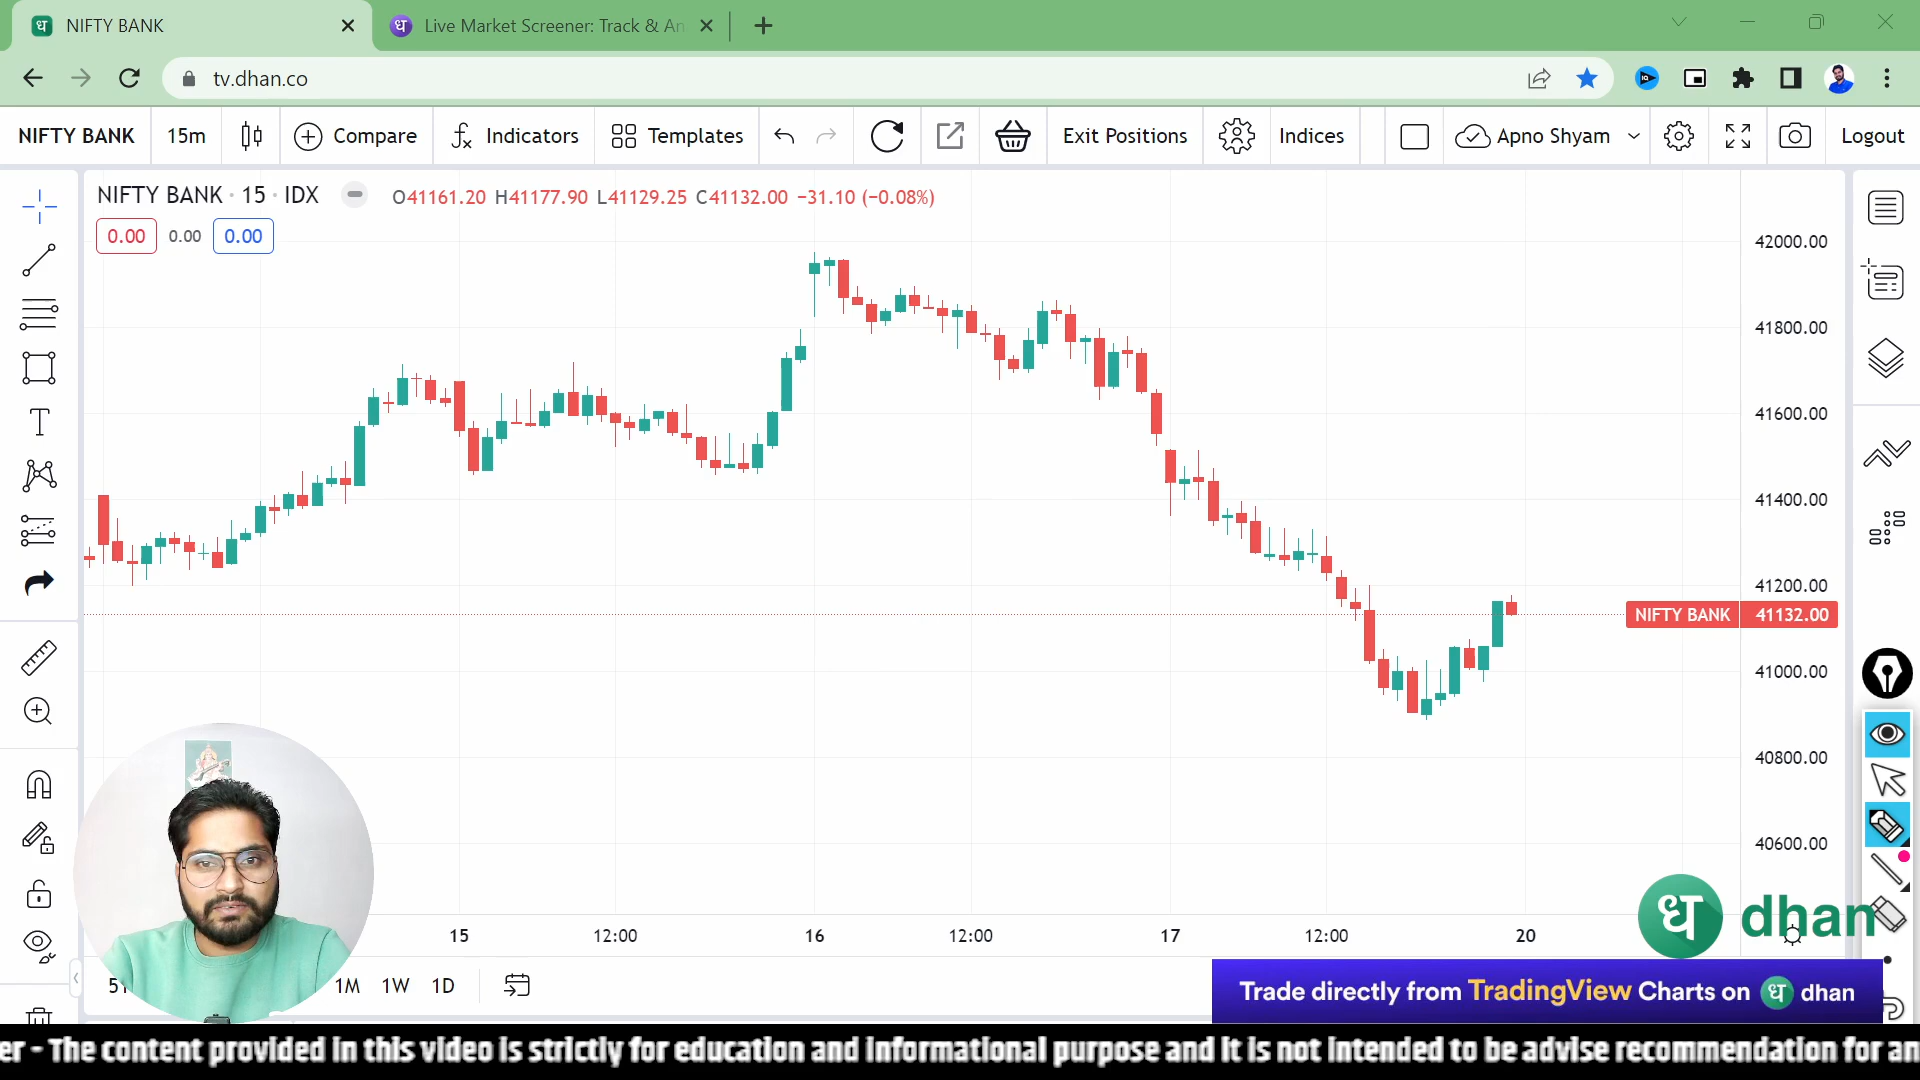 NIFTY BANK
Live Market Screener: Track & An
tv.dhan.co
NIFTY BANK 15m Compare Indicators Templates Exit Positions Indices Apno Shyam Logout
NIFTY BANK · 15 · IDX O41161.20 H41177.90 L41129.25 C41132.00 −31.10 (−0.08%)
0.00 0.00 0.00
42000.00
41800.00
41600.00
41400.00
41200.00
NIFTY BANK 41132.00
41000.00
40800.00
40600.00
ध dhan
15 12:00 16 12:00 17 12:00 20
1M 1W 1D
Trade directly from TradingView Charts on ध dhan
er - The content provided in this video is strictly for education and informational purpose and it is not intended to be advise recommendation for an